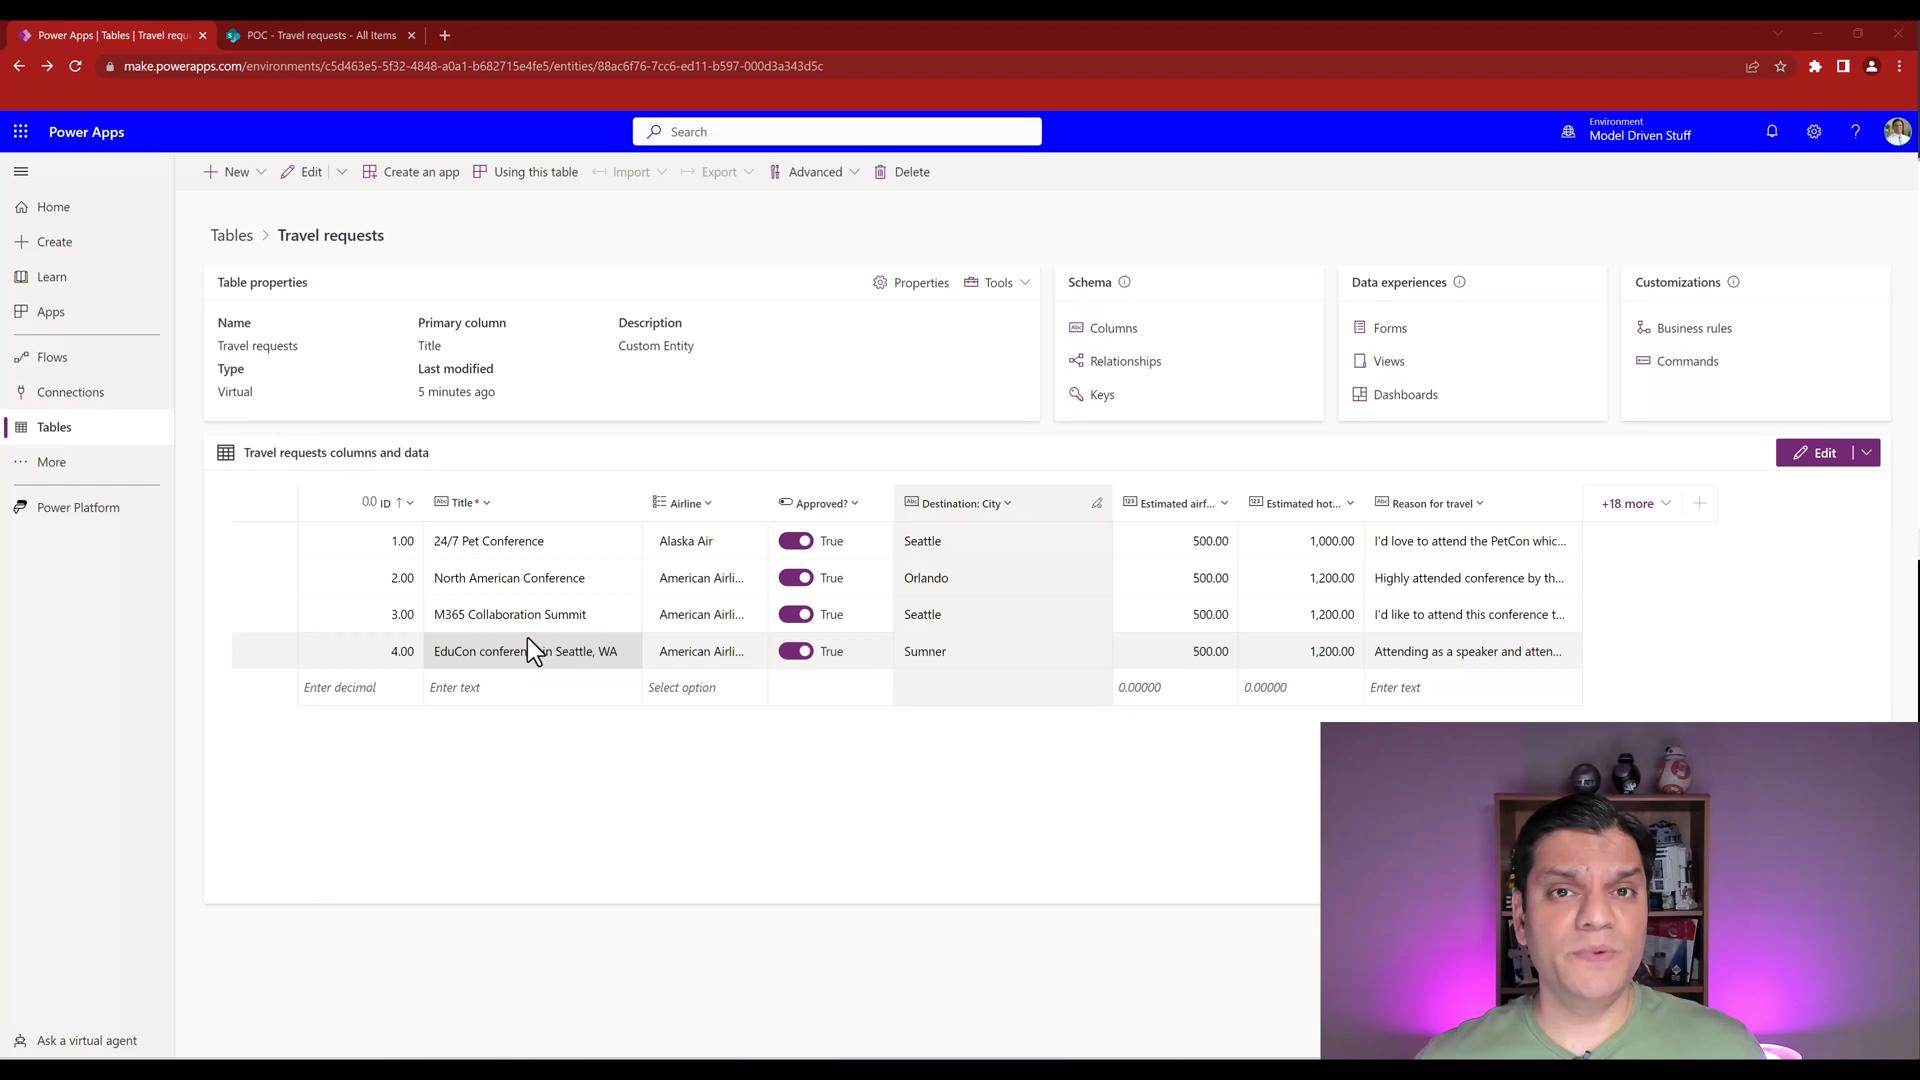 Power Apps | Tables | Travel requ
POC - Travel requests - All Items
make.powerapps.com/environments/c5d463e5-5f32-4848-a0a1-b682715e4fe5/entities/88ac6f76-7cc6-ed11-b597-000d3a343d5c
Power Apps
Search
Environment
Model Driven Stuff
New
Edit
Create an app
Using this table
Import
Export
Advanced
Delete
Home
Create
Learn
Apps
Flows
Connections
Tables
More
Power Platform
Ask a virtual agent
Tables > Travel requests
Table properties
Properties
Tools
Name
Travel requests
Type
Virtual
Primary column
Title
Last modified
5 minutes ago
Description
Custom Entity
Schema
Columns
Relationships
Keys
Data experiences
Forms
Views
Dashboards
Customizations
Business rules
Commands
Travel requests columns and data
Edit
0.0 ID Abc Title * Airline Approved? Abc Destination: City 123 Estimated airf... 123 Estimated hot... Abc Reason for travel +18 more
1.00 24/7 Pet Conference Alaska Air True Seattle 500.00 1,000.00 I'd love to attend the PetCon whic...
2.00 North American Conference American Airli... True Orlando 500.00 1,200.00 Highly attended conference by th...
3.00 M365 Collaboration Summit American Airli... True Seattle 500.00 1,200.00 I'd like to attend this conference t...
4.00 EduCon conferen in Seattle, WA American Airli... True Sumner 500.00 1,200.00 Attending as a speaker and atten...
Enter decimal Enter text Select option 0.00000 0.00000 Enter text